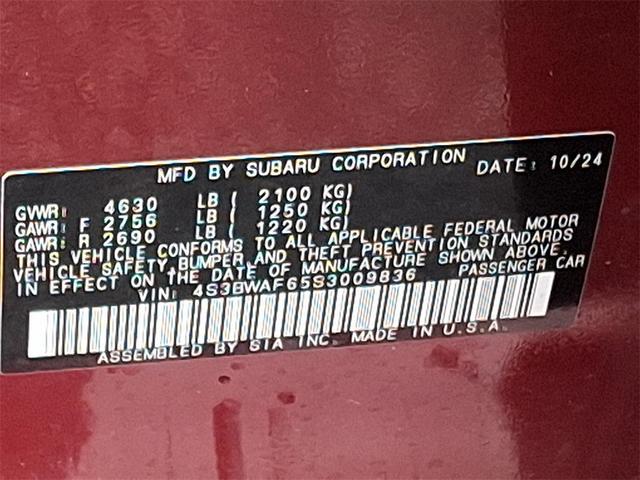 MFD BY SUBARU CORPORATION DATE: 10/24
GVWR: 4630 LB ( 2100 KG)
GAWR: F 2756 LB ( 1250 KG)
GAWR: R 2690 LB ( 1220 KG)
THIS VEHICLE CONFORMS TO ALL APPLICABLE FEDERAL MOTOR
VEHICLE SAFETY, BUMPER, AND THEFT PREVENTION STANDARDS
IN EFFECT ON THE DATE OF MANUFACTURE SHOWN ABOVE.
VIN: 4S3BWAF65S3009836 PASSENGER CAR
ASSEMBLED BY SIA INC. MADE IN U.S.A.